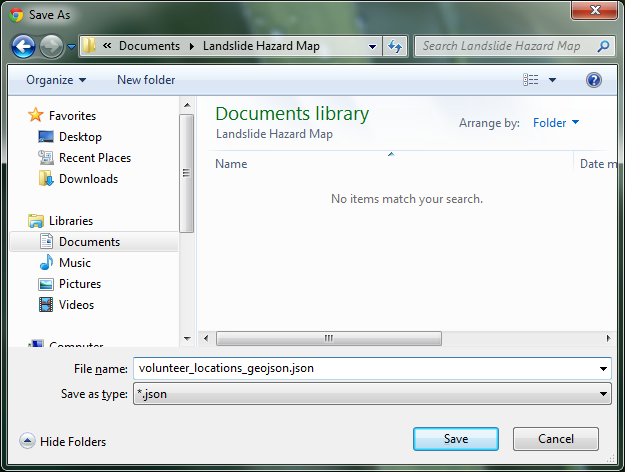 Save As
« Documents Landslide Hazard Map
Search Landslide Hazard Map
Organize New folder
Favorites
Desktop
Recent Places
Downloads
Libraries
Documents
Music
Pictures
Videos
Computer
Documents library
Landslide Hazard Map
Arrange by: Folder
Name Date m
No items match your search.
File name: volunteer_locations_geojson.json
Save as type: *.json
Hide Folders
Save Cancel